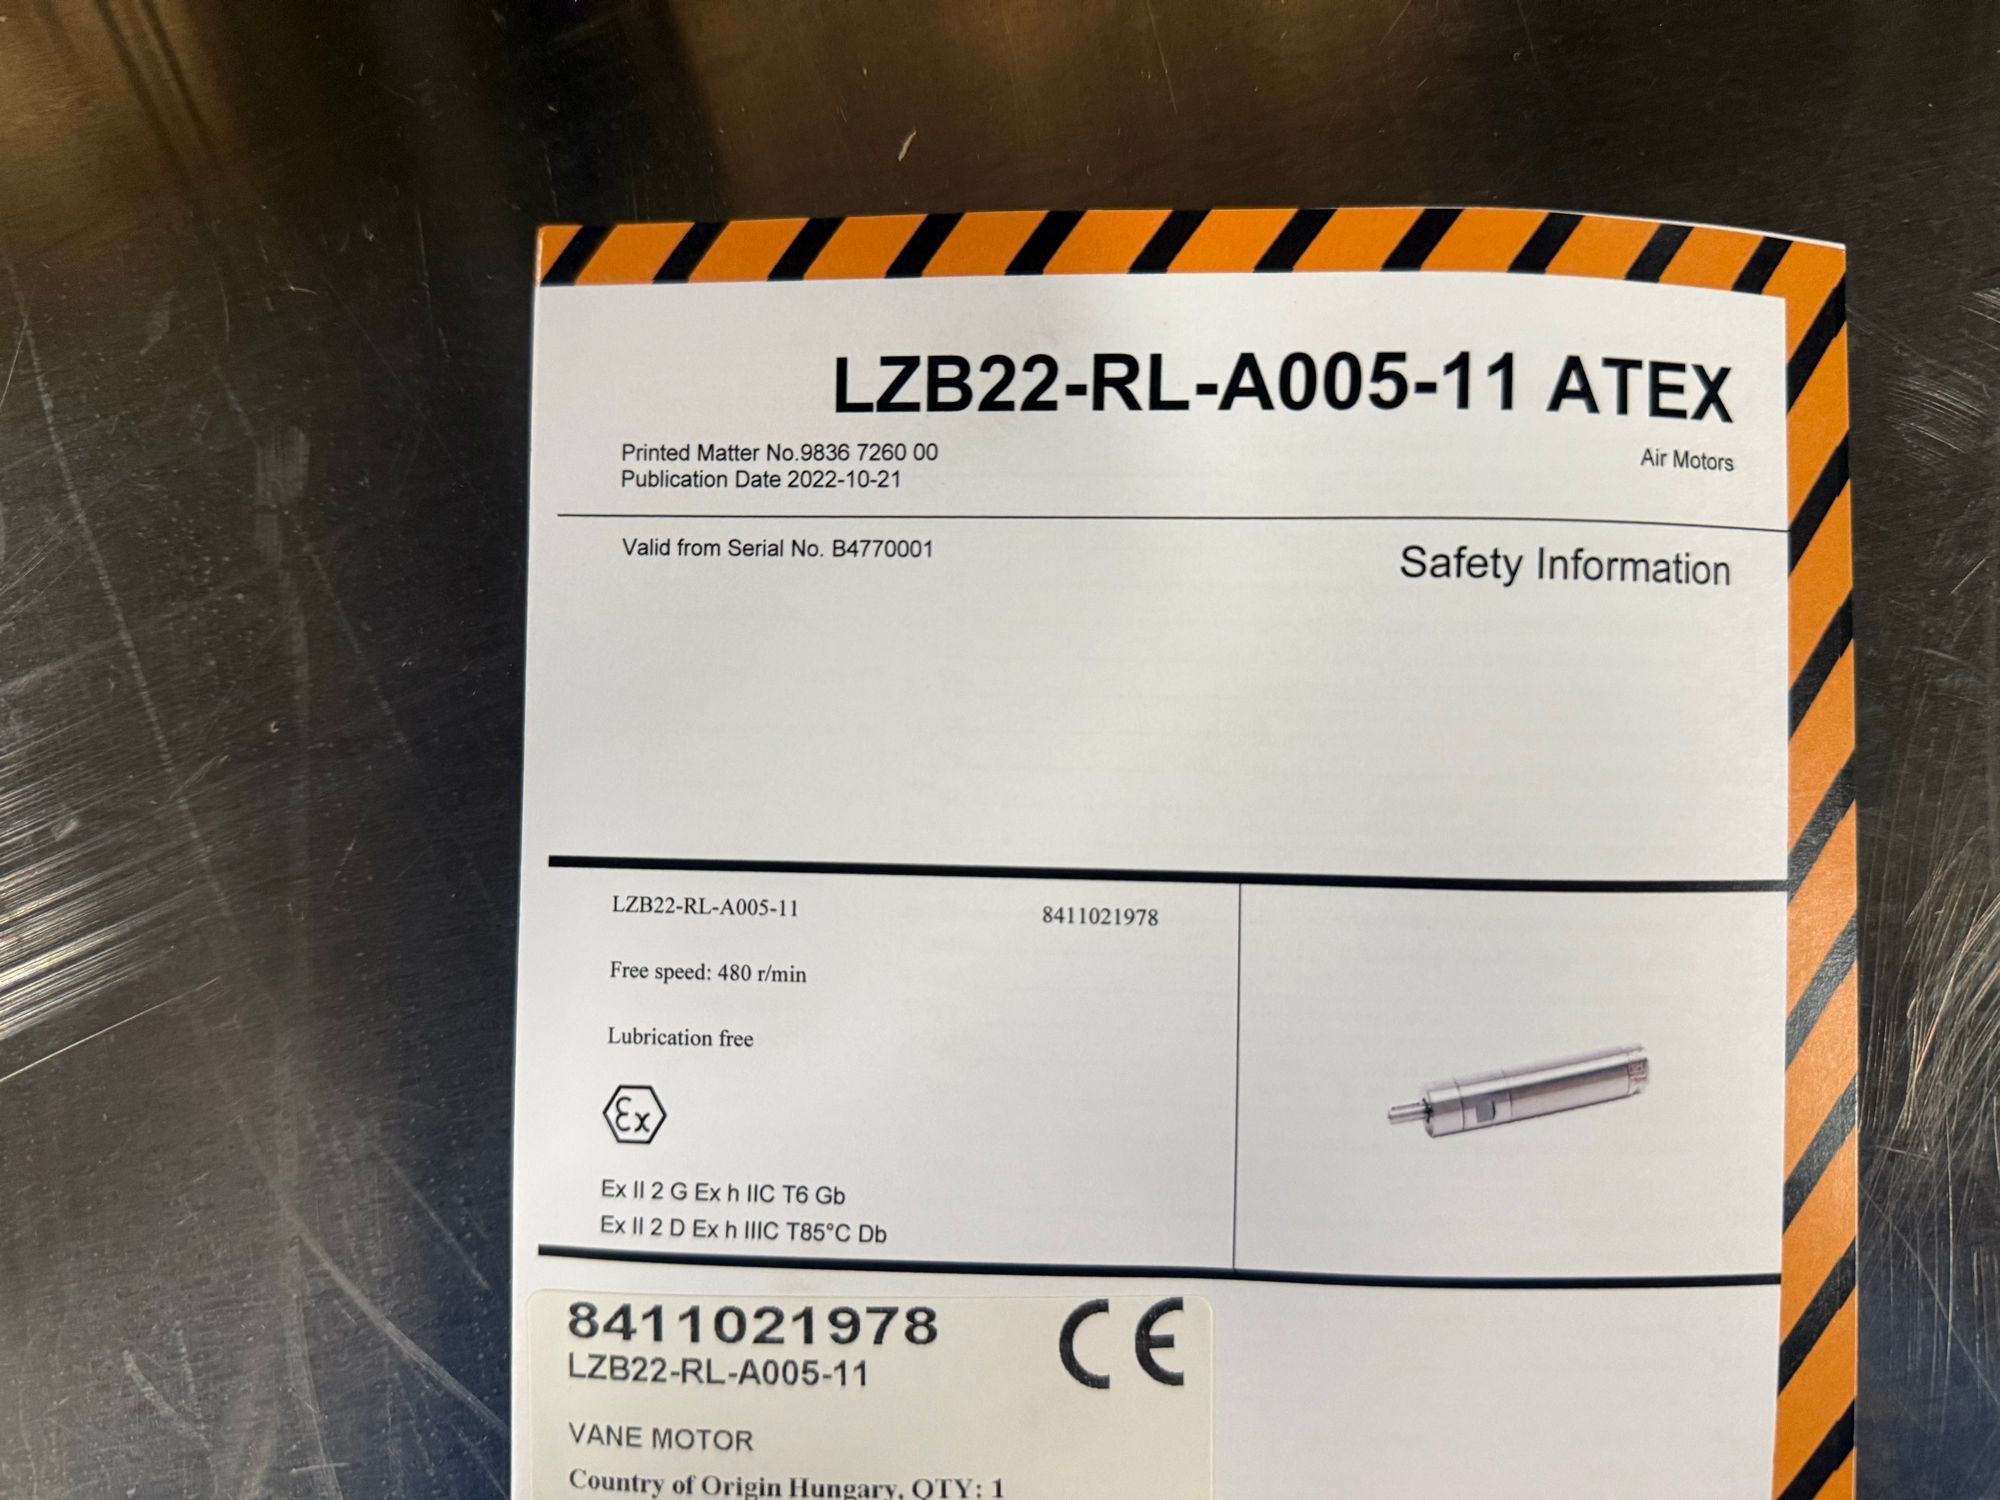 LZB22-RL-A005-11 ATEX
Printed Matter No.9836 7260 00
Publication Date 2022-10-21
Air Motors
Valid from Serial No. B4770001
Safety Information
LZB22-RL-A005-11
8411021978
Free speed: 480 r/min
Lubrication free
Ex
Ex II 2 G Ex h IIC T6 Gb
Ex II 2 D Ex h IIIC T85°C Db
8411021978
CE
LZB22-RL-A005-11
VANE MOTOR
Country of Origin Hungary, QTY: 1